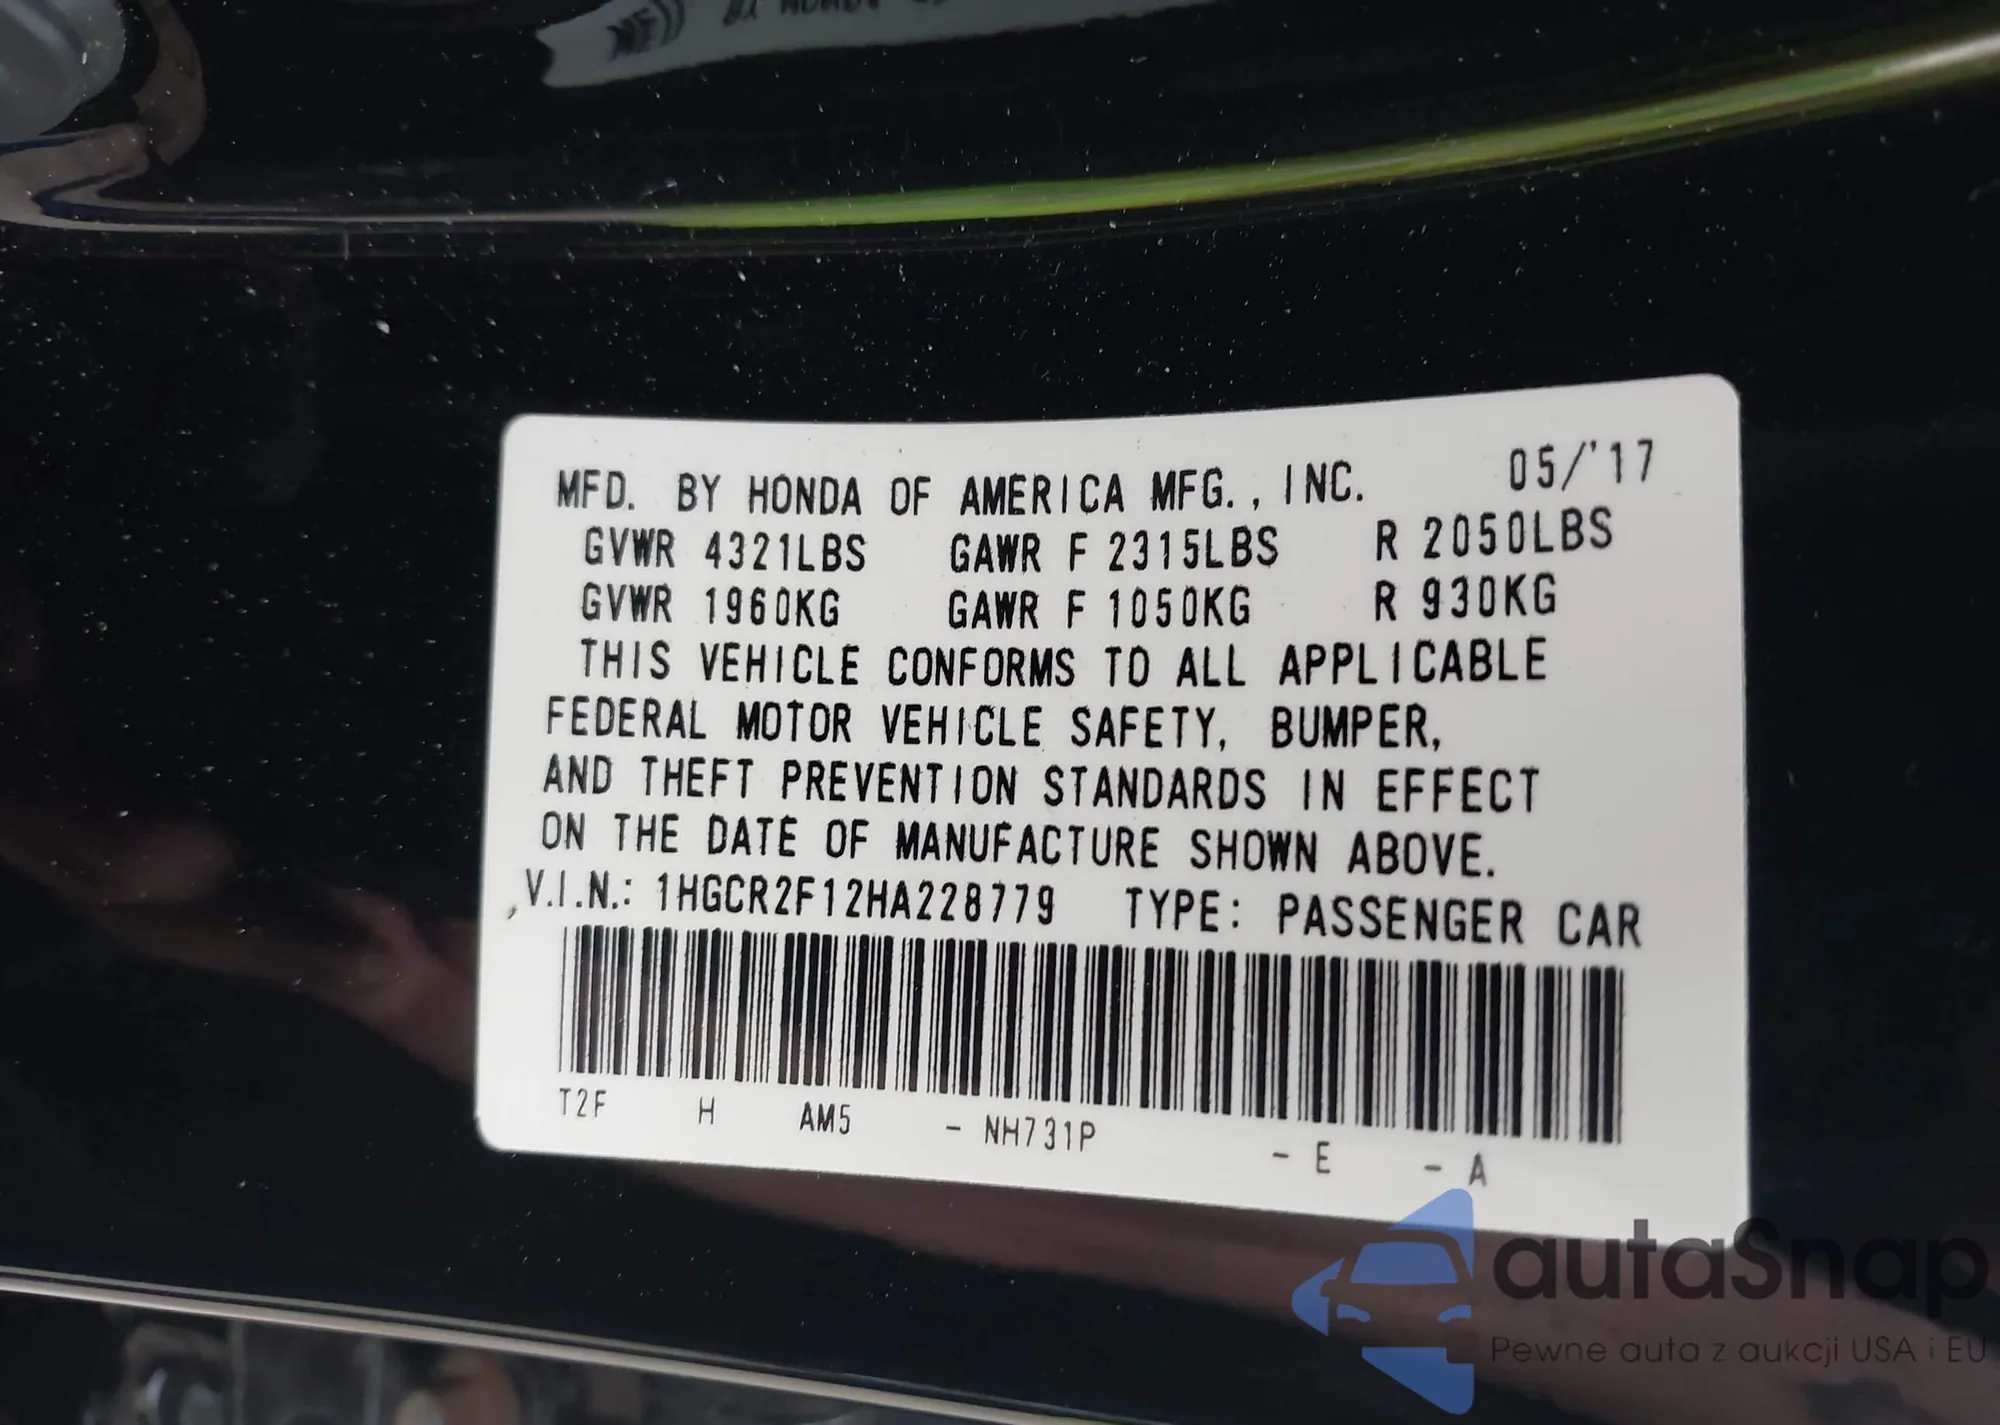 MFD. BY HONDA OF AMERICA MFG., INC. 05/'17
GVWR 4321LBS GAWR F 2315LBS R 2050LBS
GVWR 1960KG GAWR F 1050KG R 930KG
THIS VEHICLE CONFORMS TO ALL APPLICABLE
FEDERAL MOTOR VEHICLE SAFETY, BUMPER,
AND THEFT PREVENTION STANDARDS IN EFFECT
ON THE DATE OF MANUFACTURE SHOWN ABOVE.
V.I.N.: 1HGCR2F12HA228779 TYPE: PASSENGER CAR
T2F H AM5 - NH731P - E - A
autaSnap
Pewne auta z aukcji USA i EU